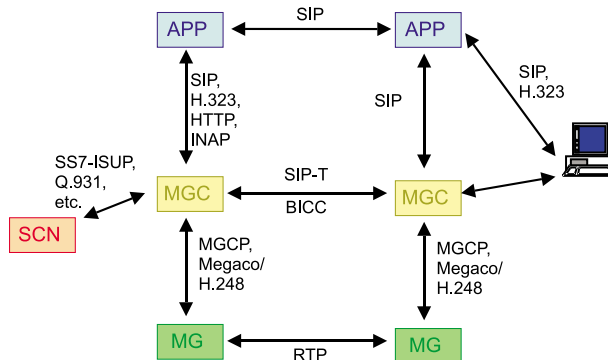 SIP
APP
APP
SIP,
H.323,
HTTP,
INAP
SIP
SIP,
H.323
SS7-ISUP,
Q.931,
etc.
SIP-T
MGC
MGC
BICC
SCN
MGCP,
Megaco/
H.248
MGCP,
Megaco/
H.248
MG
MG
RTP